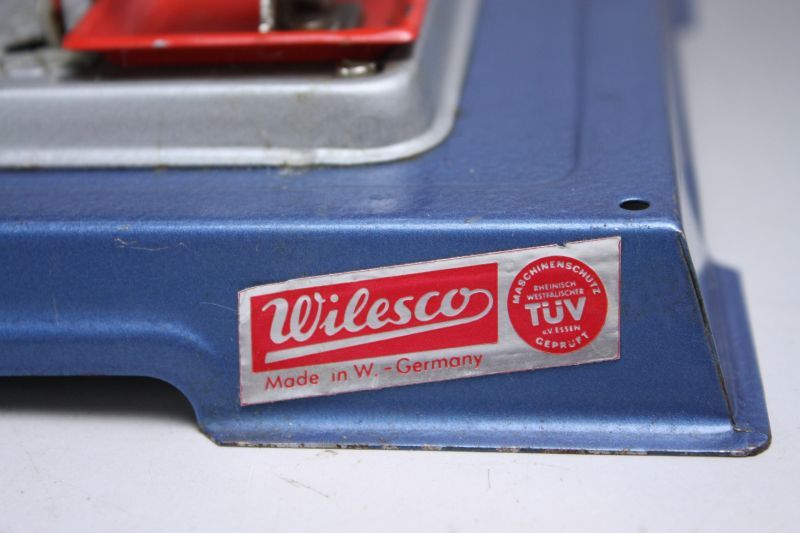 Wilesco
Made in W.-Germany
MASCHINENSCHUTZ
RHEINISCH
WESTFÄLISCHER
TÜV
e.V. ESSEN
GEPRÜFT